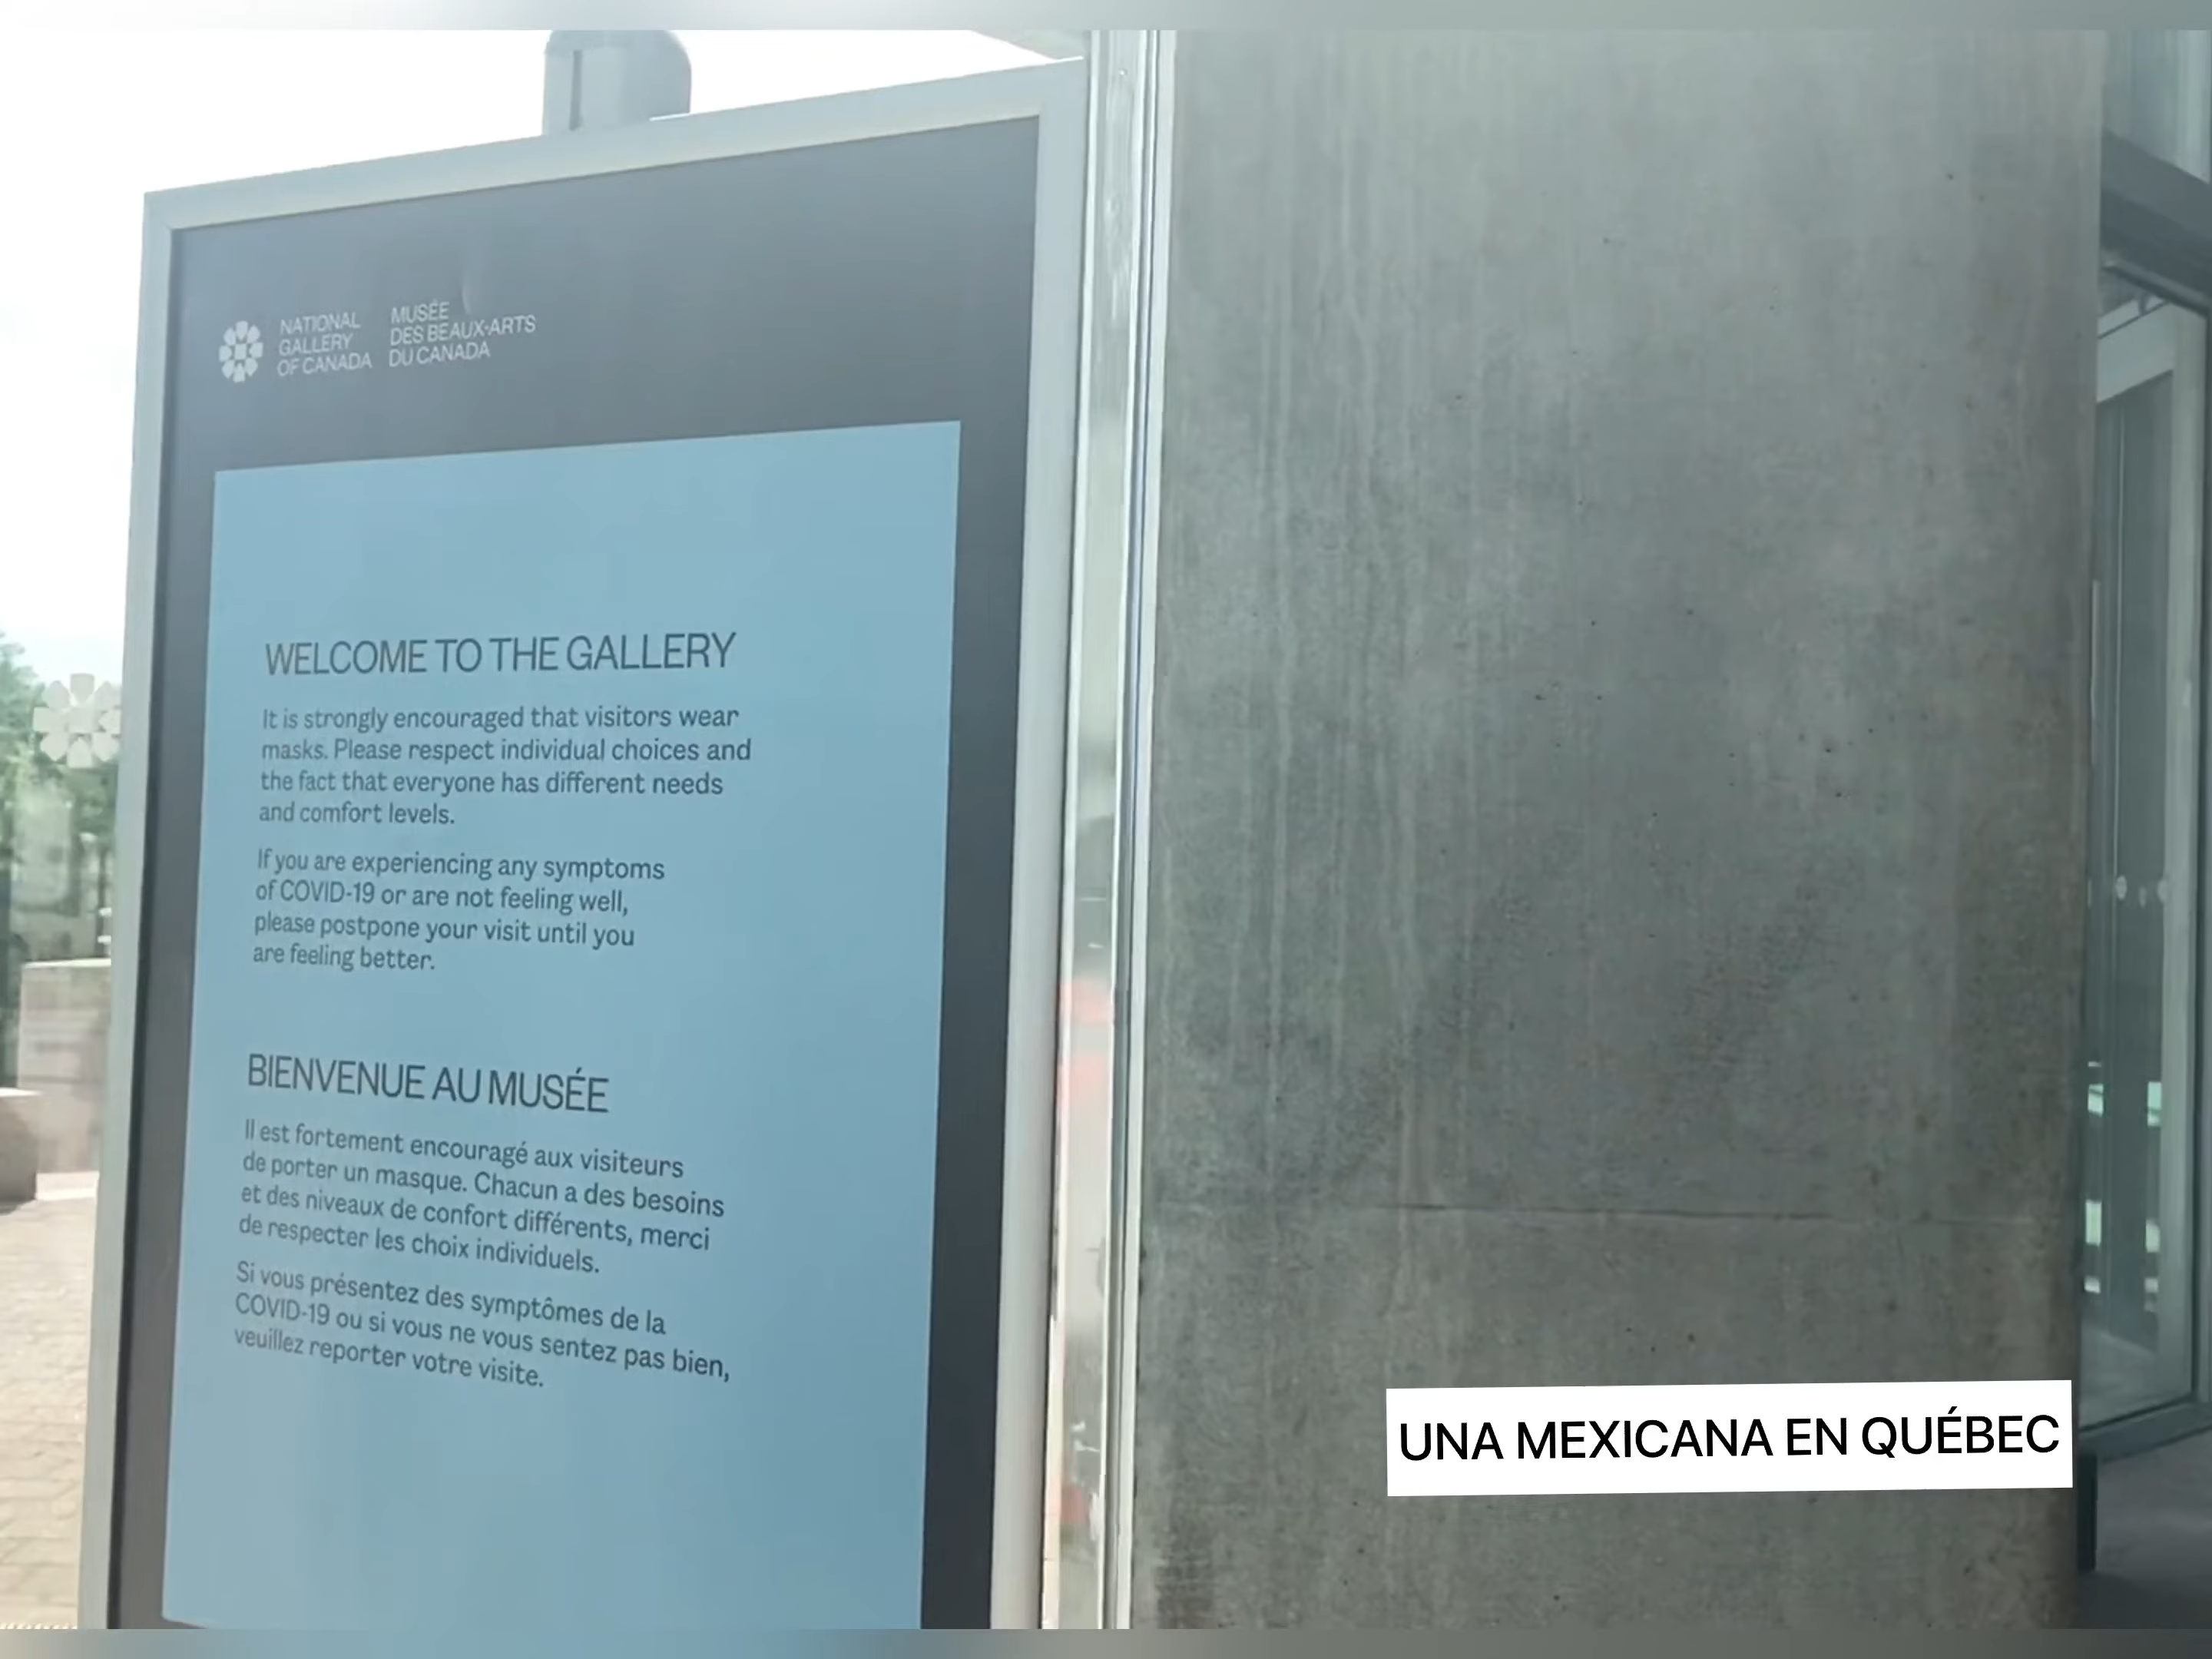 NATIONAL
GALLERY
OF CANADA
MUSÉE
DES BEAUX-ARTS
DU CANADA
WELCOME TO THE GALLERY
It is strongly encouraged that visitors wear
masks. Please respect individual choices and
the fact that everyone has different needs
and comfort levels.
If you are experiencing any symptoms
of COVID-19 or are not feeling well,
please postpone your visit until you
are feeling better.
BIENVENUE AU MUSÉE
Il est fortement encouragé aux visiteurs
de porter un masque. Chacun a des besoins
et des niveaux de confort différents, merci
de respecter les choix individuels.
Si vous présentez des symptômes de la
COVID-19 ou si vous ne vous sentez pas bien,
veuillez reporter votre visite.
UNA MEXICANA EN QUÉBEC